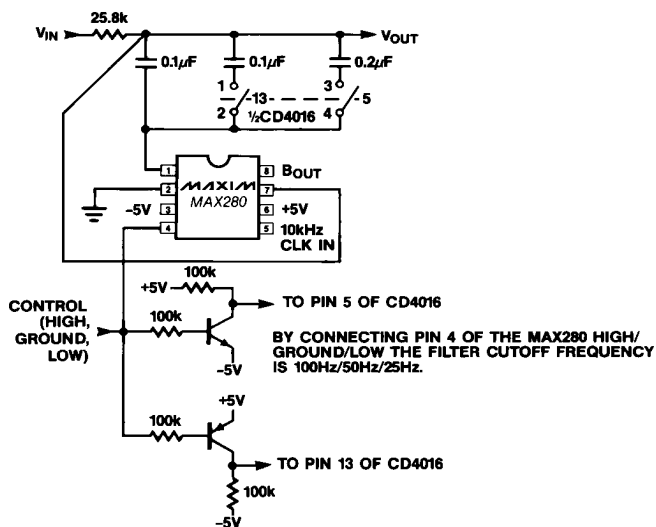 25.8k
VIN
VOUT
0.1µF
0.1µF
0.2µF
1
3
13
5
2
½CD4016
4
1
8
BOUT
MAXIM
2
7
MAX280
-5V
3
6
+5V
4
5
10kHz
CLK IN
100k
+5V
TO PIN 5 OF CD4016
CONTROL
(HIGH,
GROUND,
LOW)
100k
BY CONNECTING PIN 4 OF THE MAX280 HIGH/
GROUND/LOW THE FILTER CUTOFF FREQUENCY
IS 100Hz/50Hz/25Hz.
-5V
+5V
100k
TO PIN 13 OF CD4016
100k
-5V